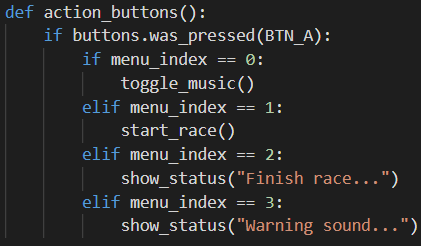 def action_buttons():
    if buttons.was_pressed(BTN_A):
        if menu_index == 0:
            toggle_music()
        elif menu_index == 1:
            start_race()
        elif menu_index == 2:
            show_status("Finish race...")
        elif menu_index == 3:
            show_status("Warning sound...")